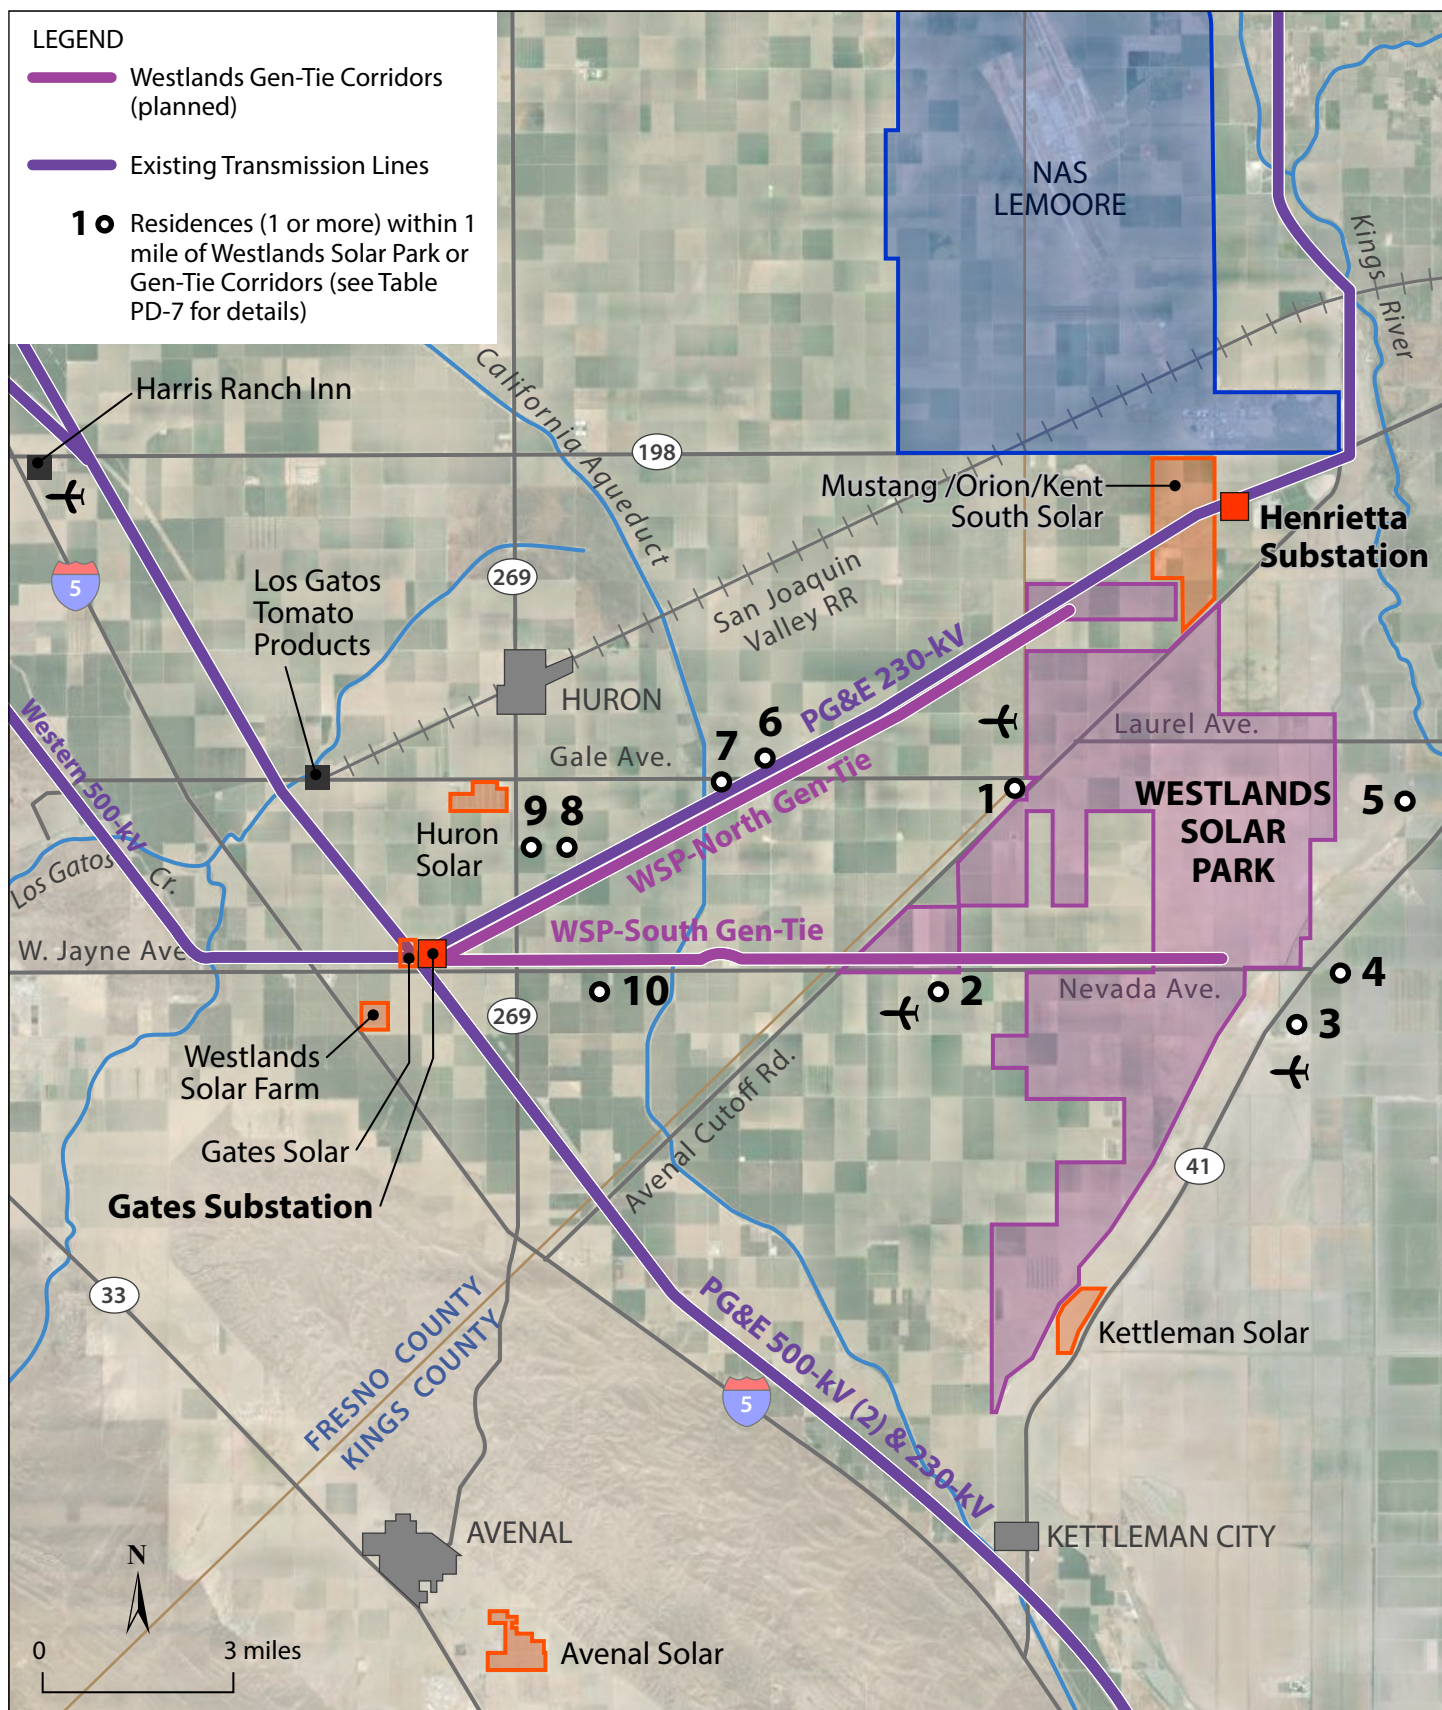 LEGEND
Westlands Gen-Tie Corridors
(planned)
Existing Transmission Lines
1
Residences (1 or more) within 1
mile of Westlands Solar Park or
Gen-Tie Corridors (see Table
PD-7 for details)
NAS
LEMOORE
Kings River
Harris Ranch Inn
California Aqueduct
198
Mustang /Orion/Kent
South Solar
Henrietta
Substation
5
269
Los Gatos
Tomato
Products
San Joaquin
Valley RR
HURON
PG&E 230-kV
Western 500-kV
Gale Ave.
7
6
Laurel Ave.
WSP-North Gen-Tie
1
WESTLANDS
SOLAR
PARK
5
9
8
Huron
Solar
Los Gatos Cr.
W. Jayne Ave
WSP-South Gen-Tie
10
2
Nevada Ave.
4
3
269
Westlands
Solar Farm
Gates Solar
Gates Substation
Avenal Cutoff Rd.
41
33
FRESNO COUNTY
KINGS COUNTY
PG&E 500-kV (2) & 230-kV
Kettleman Solar
5
AVENAL
KETTLEMAN CITY
N
0
3 miles
Avenal Solar